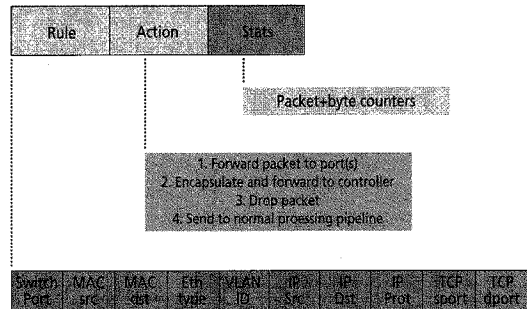 Rule Action Stats
Packet+byte counters
1. Forward packet to port(s)
2. Encapsulate and forward to controller
3. Drop packet
4. Send to normal proessing pipeline
Switch MAC MAC Eth VLAN IP IP IP TCP TCP
Port src dst type ID Src Dst Prot sport dport